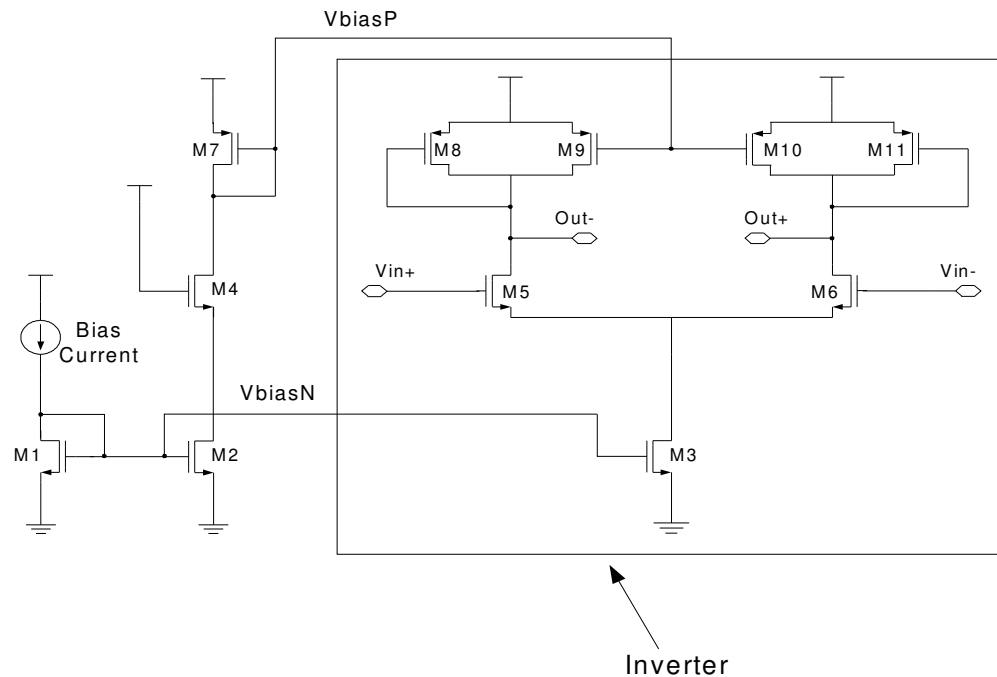 VbiasP
M7
M8
M9
M10
M11
Out-
Out+
Vin+
M4
M5
M6
Vin-
Bias
Current
VbiasN
M1
M2
M3
Inverter